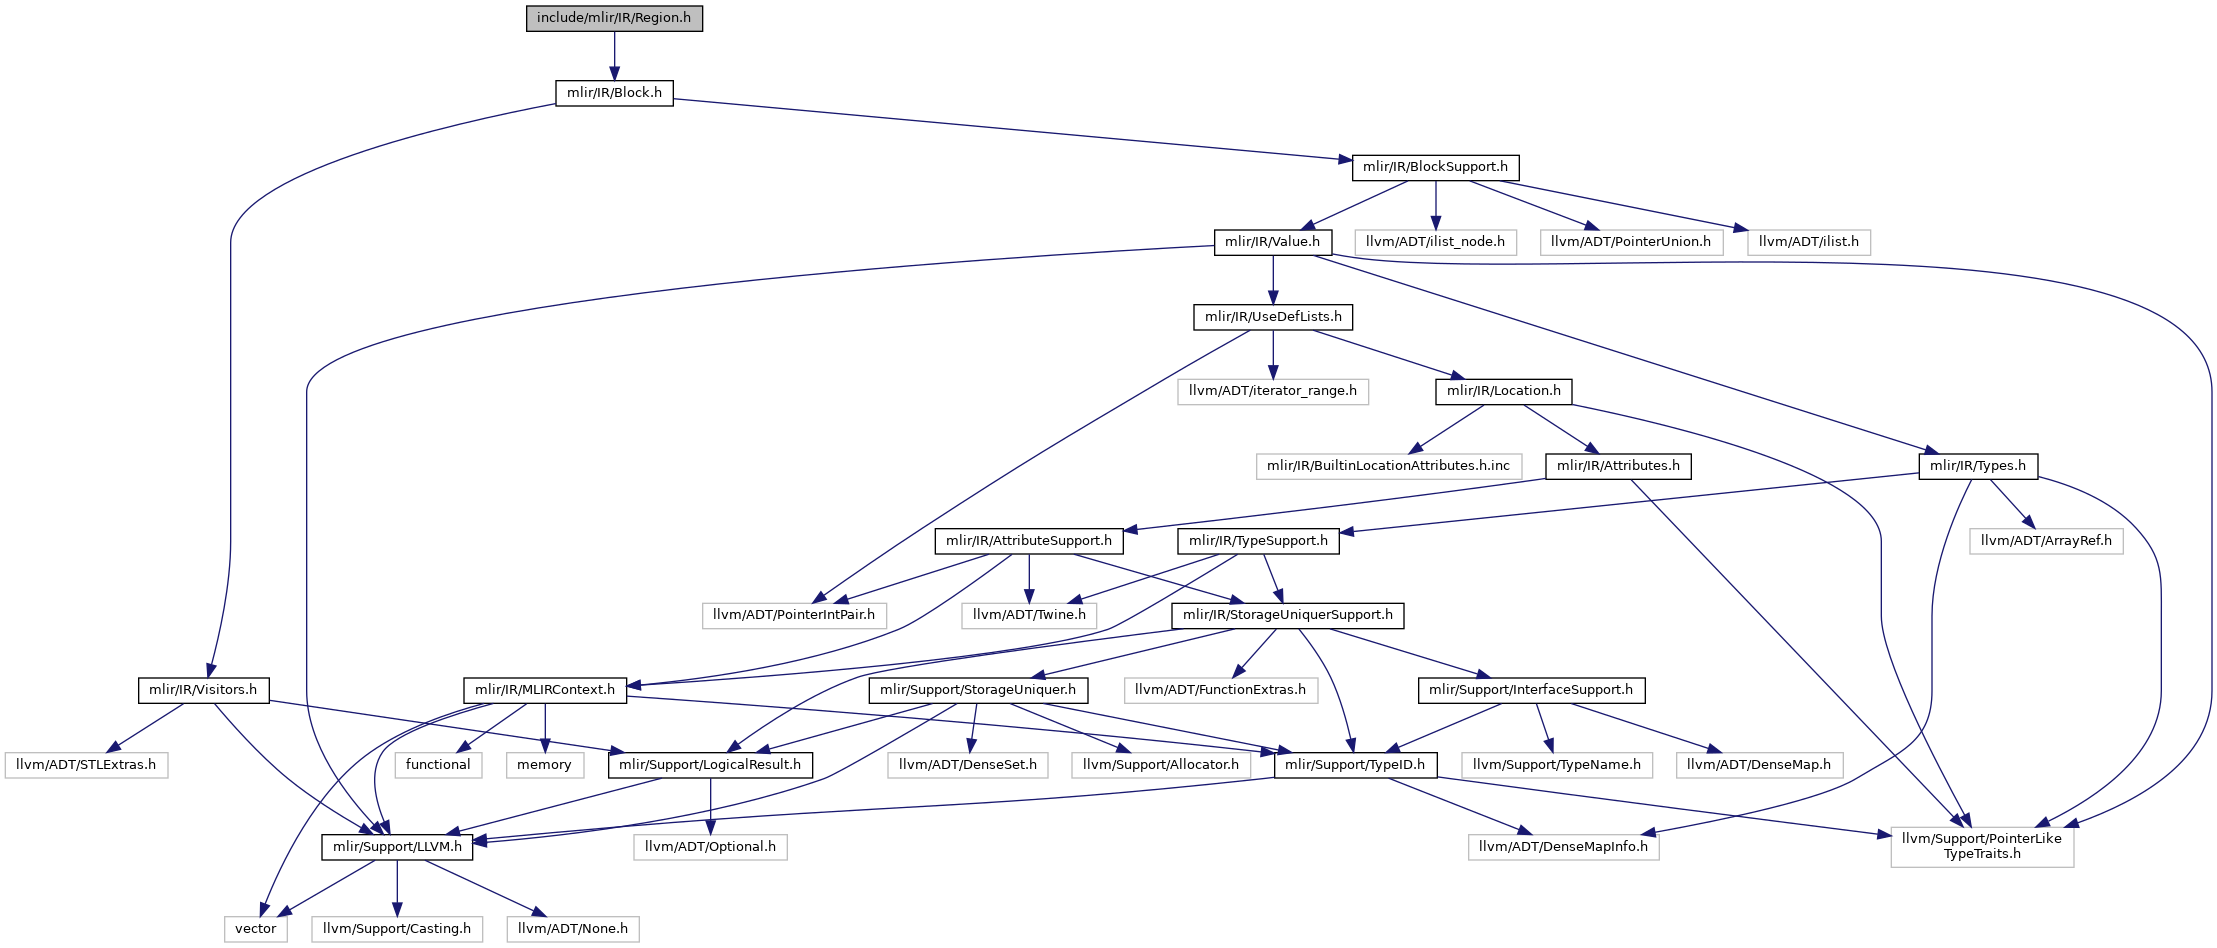 include/mlir/IR/Region.h
mlir/IR/Block.h
mlir/IR/BlockSupport.h
mlir/IR/Value.h
llvm/ADT/ilist_node.h
llvm/ADT/PointerUnion.h
llvm/ADT/ilist.h
mlir/IR/UseDefLists.h
llvm/ADT/iterator_range.h
mlir/IR/Location.h
mlir/IR/BuiltinLocationAttributes.h.inc
mlir/IR/Attributes.h
mlir/IR/Types.h
mlir/IR/AttributeSupport.h
mlir/IR/TypeSupport.h
llvm/ADT/ArrayRef.h
llvm/ADT/PointerIntPair.h
llvm/ADT/Twine.h
mlir/IR/StorageUniquerSupport.h
mlir/IR/Visitors.h
mlir/IR/MLIRContext.h
mlir/Support/StorageUniquer.h
llvm/ADT/FunctionExtras.h
mlir/Support/InterfaceSupport.h
llvm/ADT/STLExtras.h
functional
memory
mlir/Support/LogicalResult.h
llvm/ADT/DenseSet.h
llvm/Support/Allocator.h
mlir/Support/TypeID.h
llvm/Support/TypeName.h
llvm/ADT/DenseMap.h
mlir/Support/LLVM.h
llvm/ADT/Optional.h
llvm/ADT/DenseMapInfo.h
llvm/Support/PointerLike
TypeTraits.h
vector
llvm/Support/Casting.h
llvm/ADT/None.h